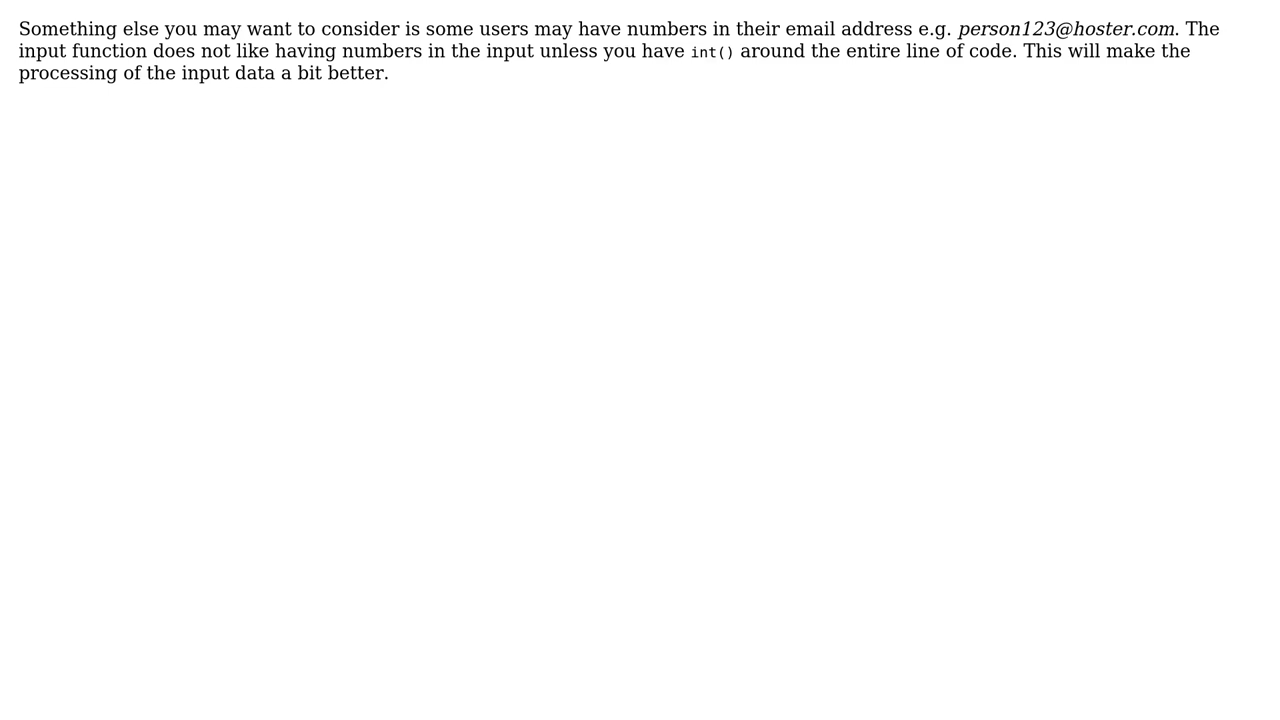 Something else you may want to consider is some users may have numbers in their email address e.g. person123@hoster.com. The
input function does not like having numbers in the input unless you have int() around the entire line of code. This will make the
processing of the input data a bit better.